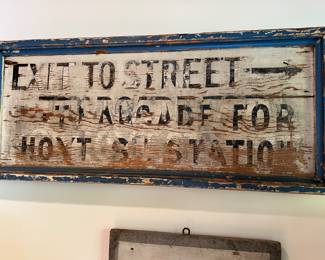 EXIT TO STREET →
ARCADE FOR
HOYT ST. STATION